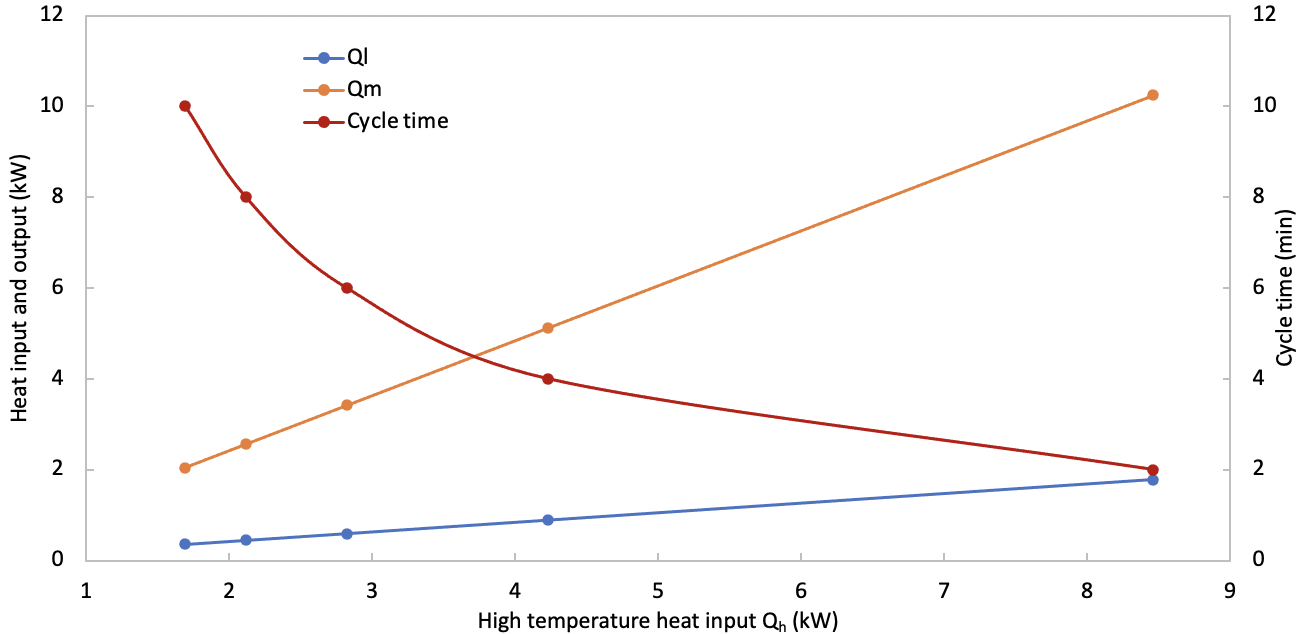 12
10
8
6
4
2
0
Heat input and output (kW)
Ql
Qm
Cycle time
12
10
8
6
4
2
0
Cycle time (min)
1 2 3 4 5 6 7 8 9
High temperature heat input Qh (kW)